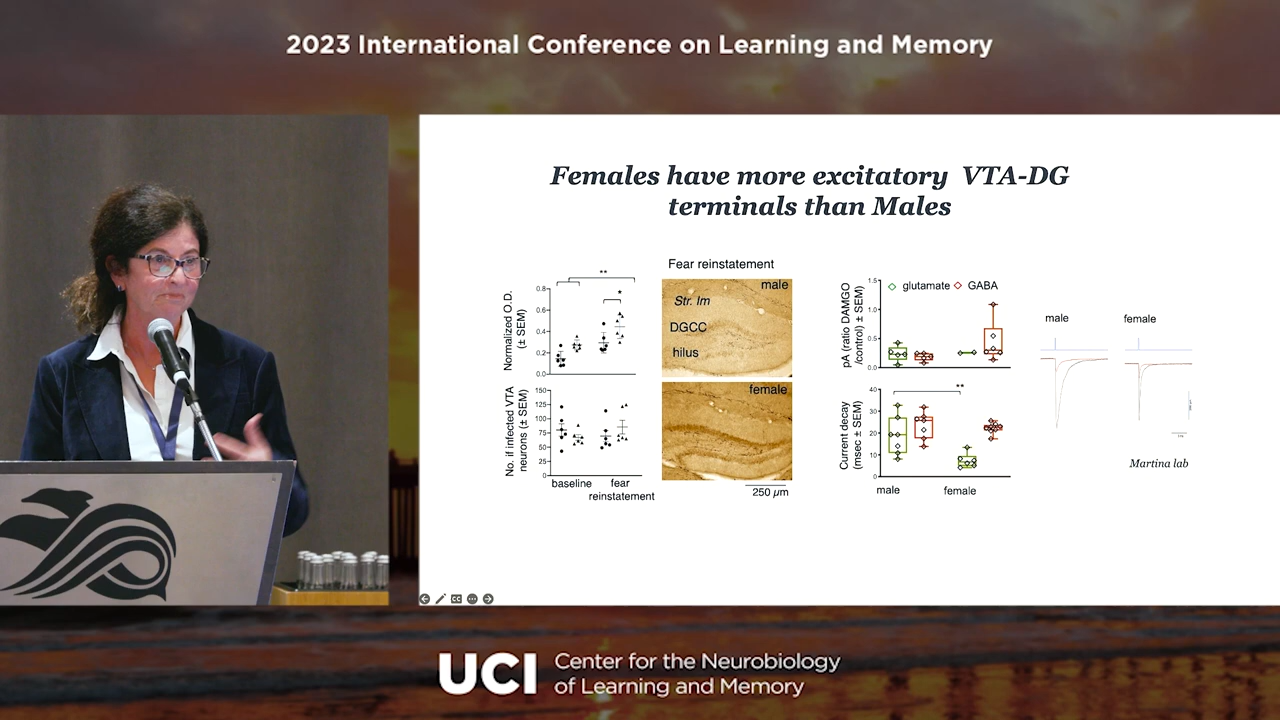 2023 International Conference on Learning and Memory
Females have more excitatory VTA-DG
terminals than Males
Fear reinstatement
Normalized O.D.
(± SEM)
0.8
0.6
0.4
0.2
0.0
**
*
male
Str. lm
DGCC
hilus
female
250 µm
No. if infected VTA
neurons (± SEM)
150
125
100
75
50
25
0
baseline
fear
reinstatement
pA (ratio DAMGO
/control) ± SEM)
1.5
1.0
0.5
0.0
glutamate
GABA
Current decay
(msec ± SEM)
40
30
20
10
0
**
male
female
male
female
Martina lab
UCI
Center for the Neurobiology
of Learning and Memory